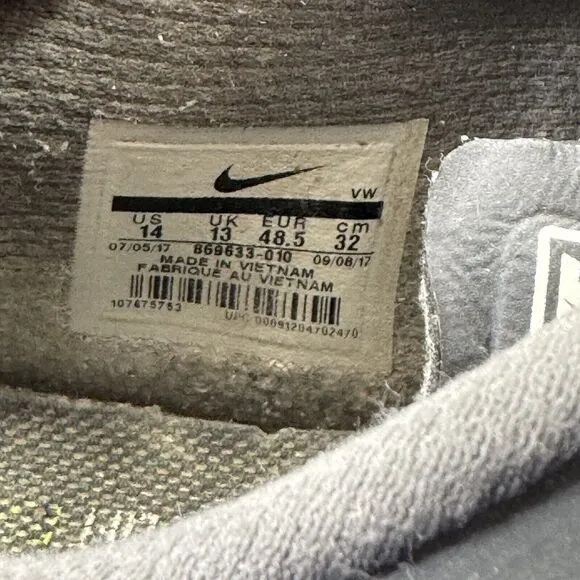 VW
US UK EUR cm
14 13 48.5 32
07/05/17 869633-010 09/08/17
MADE IN VIETNAM
FABRIQUE AU VIETNAM
107675753 UPC: 00091204702470